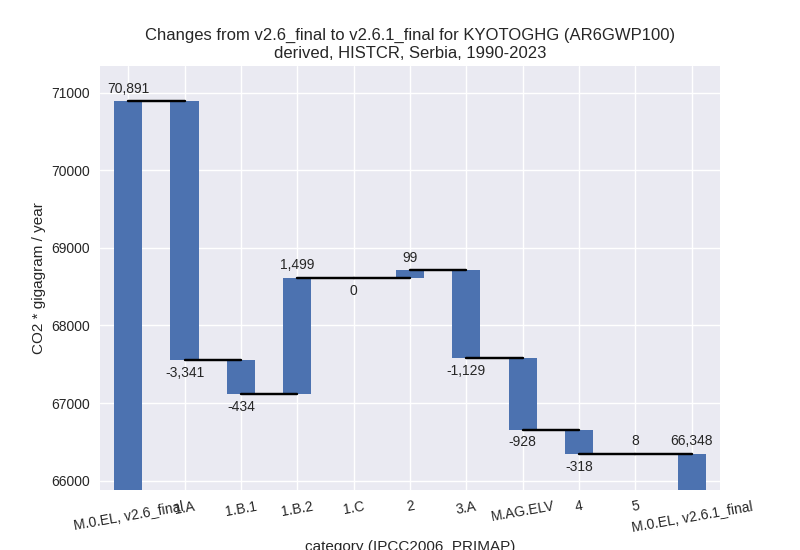 Changes from v2.6_final to v2.6.1_final for KYOTOGHG (AR6GWP100)
derived, HISTCR, Serbia, 1990-2023
71000
70000
69000
68000
67000
66000
CO2 * gigagram / year
70,891
-3,341
-434
1,499
0
99
-1,129
-928
-318
8
66,348
M.0.EL, v2.6_final
1.A
1.B.1
1.B.2
1.C
2
3.A
M.AG.ELV
4
5
M.0.EL, v2.6.1_final
category (IPCC2006_PRIMAP)